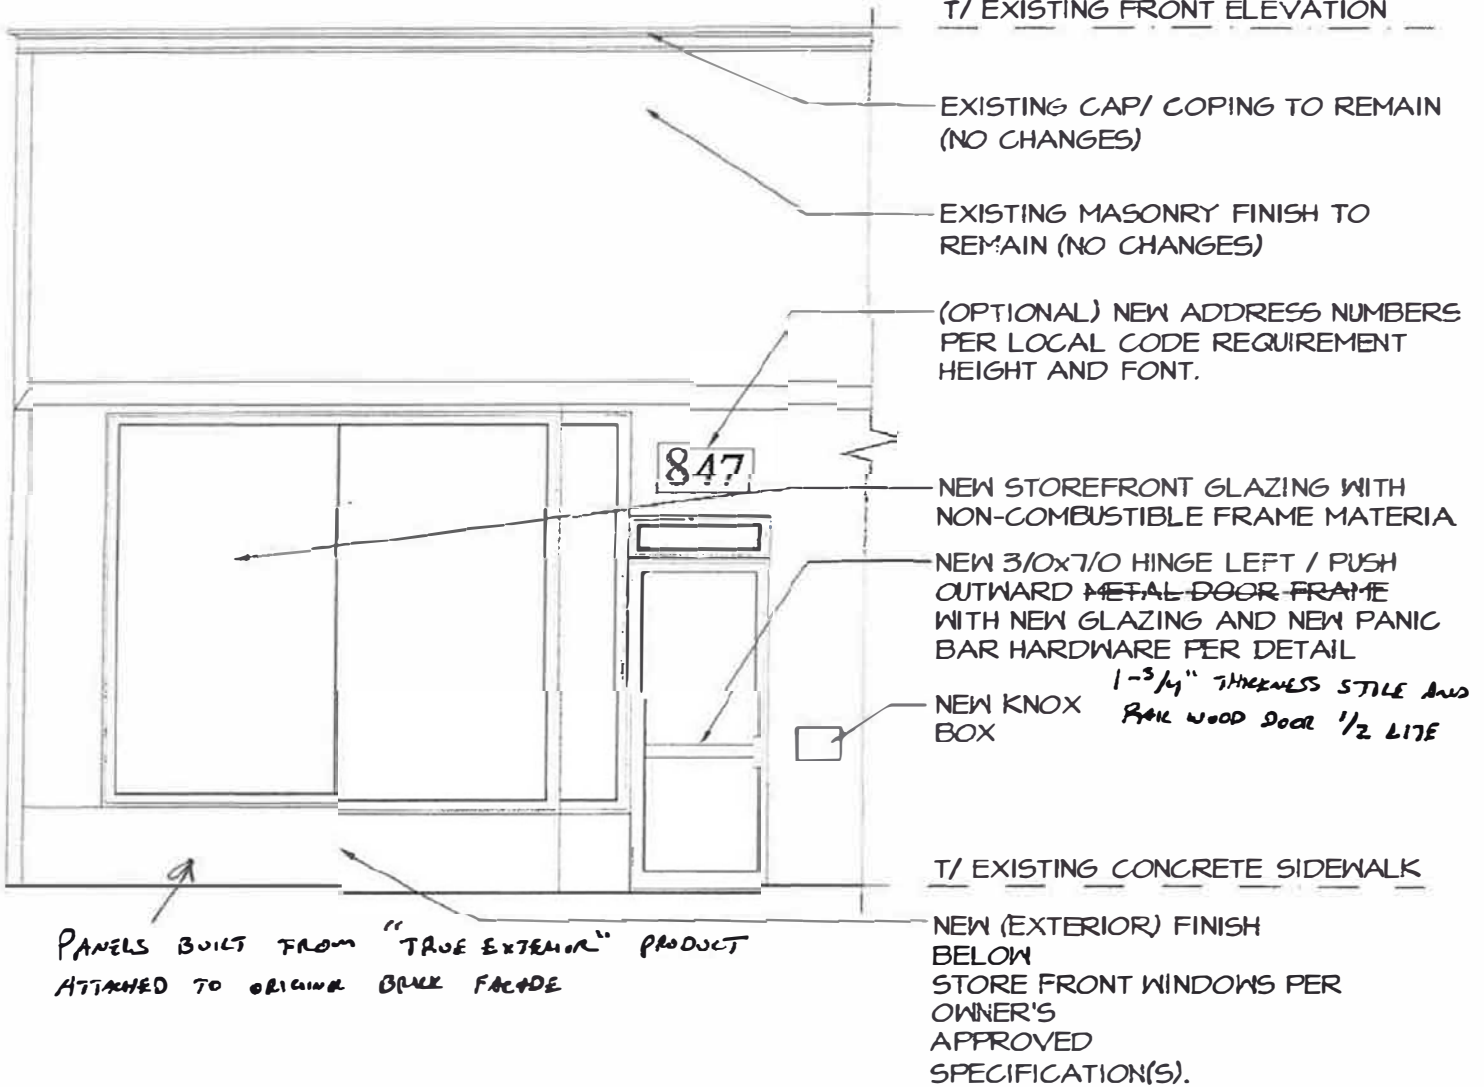 T/ EXISTING FRONT ELEVATION
EXISTING CAP/ COPING TO REMAIN
(NO CHANGES)
EXISTING MASONRY FINISH TO
REMAIN (NO CHANGES)
(OPTIONAL) NEW ADDRESS NUMBERS
PER LOCAL CODE REQUIREMENT
HEIGHT AND FONT.
847
NEW STOREFRONT GLAZING WITH
NON-COMBUSTIBLE FRAME MATERIA
NEW 3/0x7/0 HINGE LEFT / PUSH
OUTWARD METAL DOOR FRAME
WITH NEW GLAZING AND NEW PANIC
BAR HARDWARE PER DETAIL
1-3/4" THICKNESS STILE AND
RAIL WOOD DOOR 1/2 LITE
NEW KNOX
BOX
T/ EXISTING CONCRETE SIDEWALK
NEW (EXTERIOR) FINISH
BELOW
STORE FRONT WINDOWS PER
OWNER'S
APPROVED
SPECIFICATION(S).
PANELS BUILT FROM "TRUE EXTERIOR" PRODUCT
ATTACHED TO ORIGINAL BRICK FACADE